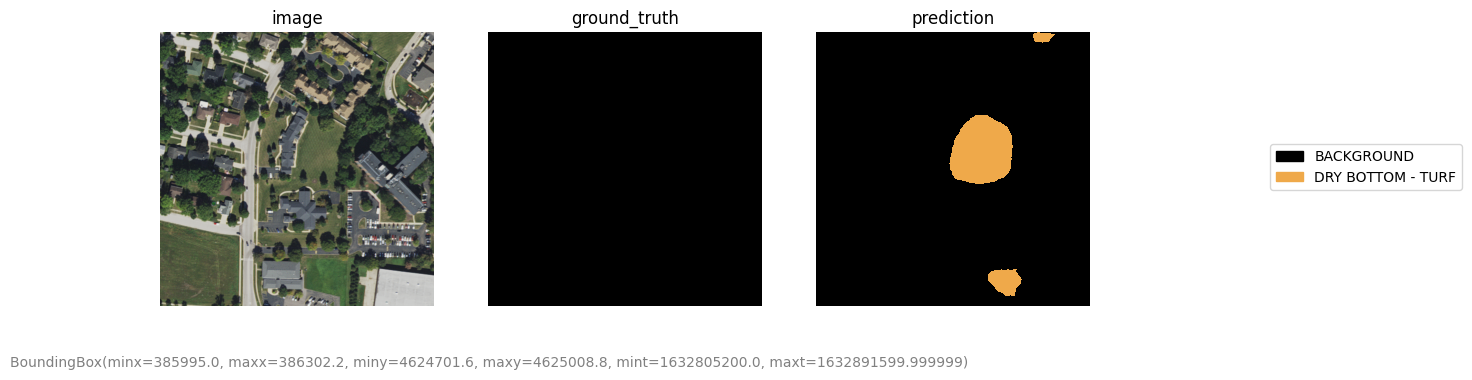 image
ground_truth
prediction
BACKGROUND
DRY BOTTOM - TURF
BoundingBox(minx=385995.0, maxx=386302.2, miny=4624701.6, maxy=4625008.8, mint=1632805200.0, maxt=1632891599.999999)